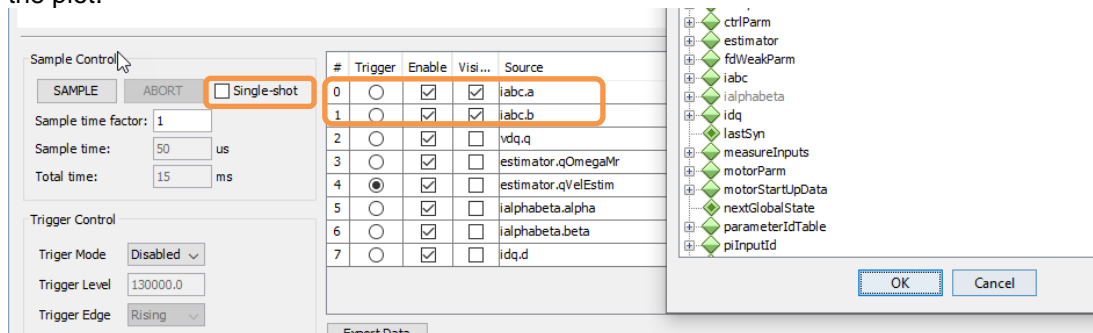 the plot.
Sample Control
SAMPLE ABORT Single-shot
Sample time factor: 1
Sample time: 50 us
Total time: 15 ms
Trigger Control
Triger Mode Disabled
Trigger Level 130000.0
Trigger Edge Rising
# Trigger Enable Visi... Source
0 iabc.a
1 iabc.b
2 vdq.q
3 estimator.qOmegaMr
4 estimator.qVelEstim
5 ialphabeta.alpha
6 ialphabeta.beta
7 idq.d
Export Data
ctrlParm
estimator
fdWeakParm
iabc
ialphabeta
idq
lastSyn
measureInputs
motorParm
motorStartUpData
nextGlobalState
parameterIdTable
piInputId
OK Cancel